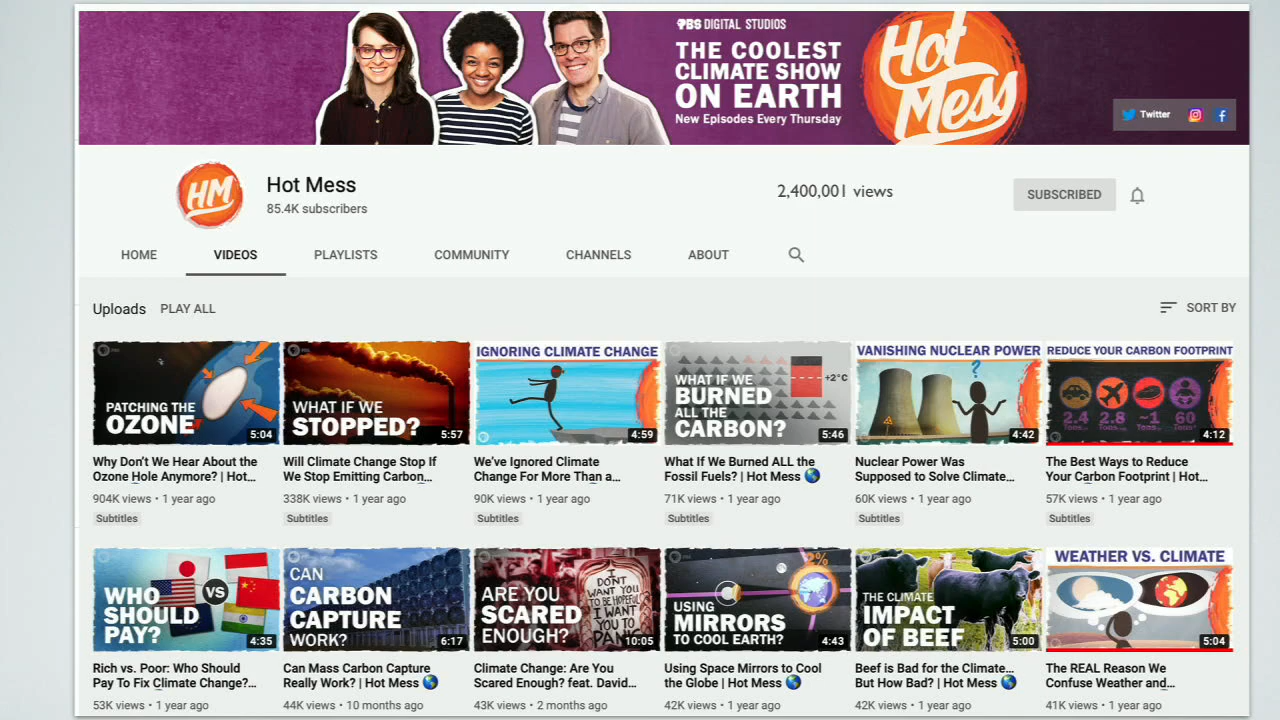 PBS DIGITAL STUDIOS
THE COOLEST
CLIMATE SHOW
ON EARTH
New Episodes Every Thursday
Hot
Mess
Twitter
HM
Hot Mess
85.4K subscribers
2,400,001 views
SUBSCRIBED
HOME VIDEOS PLAYLISTS COMMUNITY CHANNELS ABOUT
Uploads PLAY ALL
SORT BY
PATCHING THE
OZONE
5:04
WHAT IF WE
STOPPED?
5:57
IGNORING CLIMATE CHANGE
4:59
WHAT IF WE
BURNED
ALL THE
CARBON?
+2°C
5:46
VANISHING NUCLEAR POWER
?
4:42
REDUCE YOUR CARBON FOOTPRINT
2.4 2.8 ~1 60
Tons Tons Tons Tons
4:12
Why Don't We Hear About the
Ozone Hole Anymore? | Hot...
904K views • 1 year ago
Subtitles
Will Climate Change Stop If
We Stop Emitting Carbon...
338K views • 1 year ago
Subtitles
We've Ignored Climate
Change For More Than a...
90K views • 1 year ago
Subtitles
What If We Burned ALL the
Fossil Fuels? | Hot Mess 🌎
71K views • 1 year ago
Subtitles
Nuclear Power Was
Supposed to Solve Climate...
60K views • 1 year ago
Subtitles
The Best Ways to Reduce
Your Carbon Footprint | Hot...
57K views • 1 year ago
Subtitles
WHO
SHOULD
PAY?
VS
4:35
CAN
CARBON
CAPTURE
WORK?
6:17
ARE YOU
SCARED
ENOUGH?
I
DON'T
WANT YOU
TO BE HOPEFUL
I WANT
YOU TO
PANIC
10:05
2%
USING
MIRRORS
TO COOL EARTH?
4:43
THE CLIMATE
IMPACT
OF BEEF
5:00
WEATHER VS. CLIMATE
5:04
Rich vs. Poor: Who Should
Pay To Fix Climate Change?...
53K views • 1 year ago
Can Mass Carbon Capture
Really Work? | Hot Mess 🌎
44K views • 10 months ago
Climate Change: Are You
Scared Enough? feat. David...
43K views • 2 months ago
Using Space Mirrors to Cool
the Globe | Hot Mess 🌎
42K views • 1 year ago
Beef is Bad for the Climate...
But How Bad? | Hot Mess 🌎
42K views • 1 year ago
The REAL Reason We
Confuse Weather and...
41K views • 1 year ago